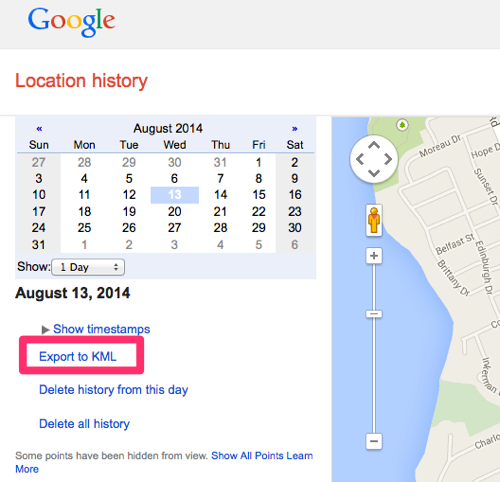 Google
Location history
« August 2014 »
Sun Mon Tue Wed Thu Fri Sat
27 28 29 30 31 1 2
3 4 5 6 7 8 9
10 11 12 13 14 15 16
17 18 19 20 21 22 23
24 25 26 27 28 29 30
31 1 2 3 4 5 6
Show: 1 Day
August 13, 2014
▶ Show timestamps
Export to KML
Delete history from this day
Delete all history
Some points have been hidden from view. Show All Points Learn
More
Moreau Dr
Hope D
Sunset Dr
Belfast St
Edinburgh Dr
Brittany Dr
Inkerman
Charlo